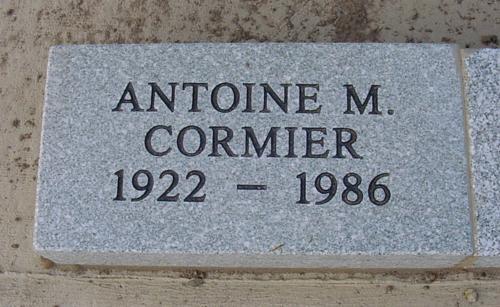 ANTOINE M.
CORMIER
1922 – 1986